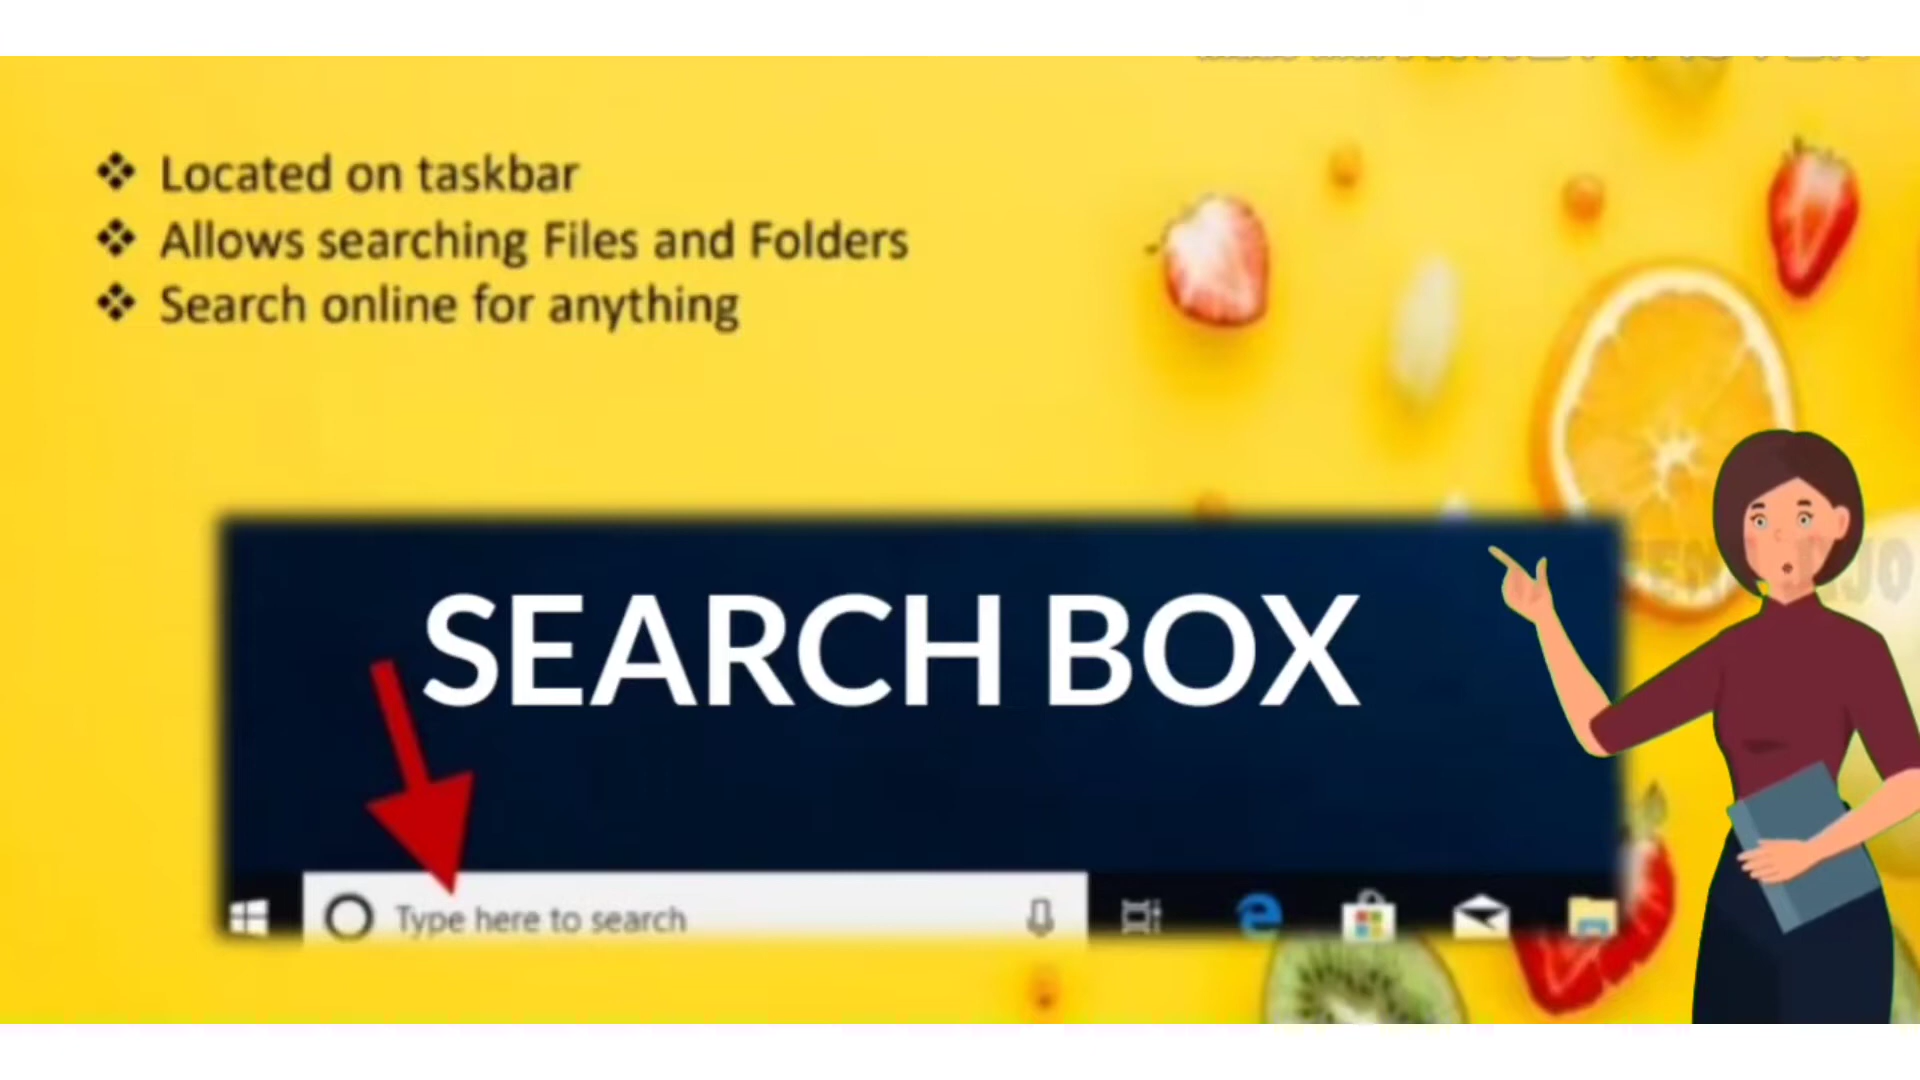 Located on taskbar
Allows searching Files and Folders
Search online for anything
SEARCH BOX
Type here to search